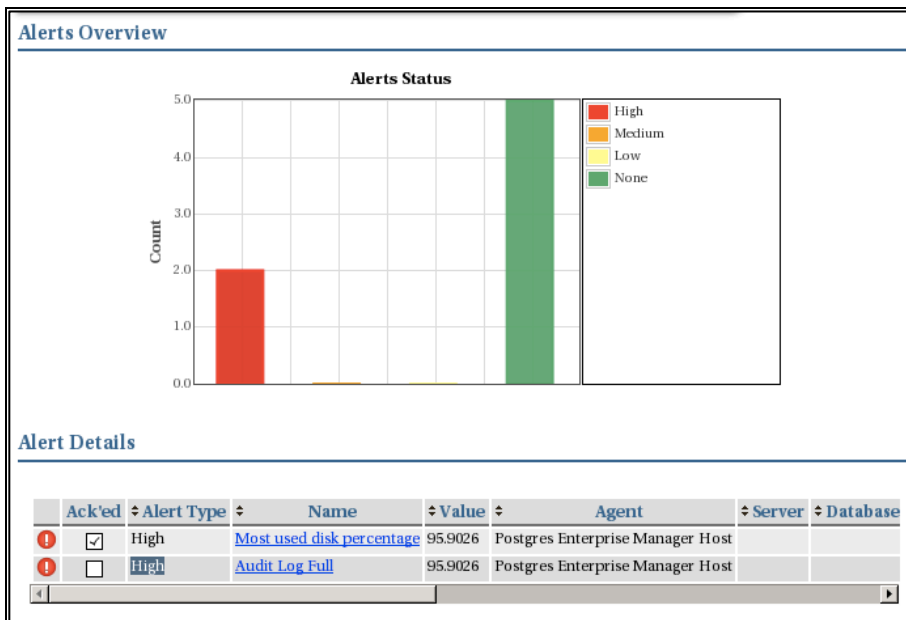 Alerts Overview
Alerts Status
5.0
4.0
3.0
2.0
1.0
0.0
Count
High
Medium
Low
None
Alert Details
Ack'ed Alert Type Name Value Agent Server Database
High Most used disk percentage 95.9026 Postgres Enterprise Manager Host
High Audit Log Full 95.9026 Postgres Enterprise Manager Host